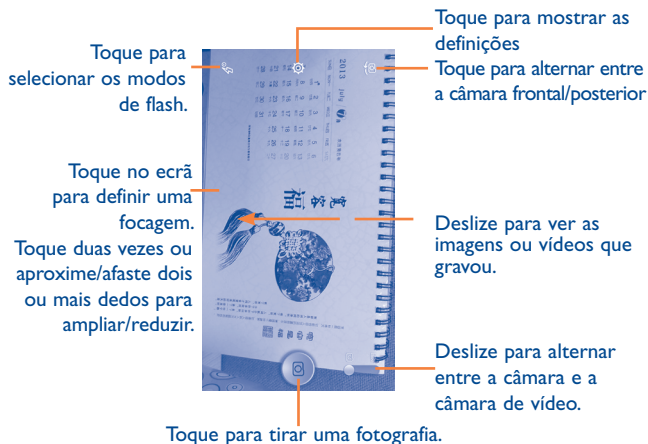 Toque para mostrar as
definições
Toque para
selecionar os modos
de flash.
Toque para alternar entre
a câmara frontal/posterior
2013
july
Toque no ecrã
para definir uma
focagem.
Toque duas vezes ou
aproxime/afaste dois
ou mais dedos para
ampliar/reduzir.
福
Deslize para ver as
imagens ou vídeos que
gravou.
Deslize para alternar
entre a câmara e a
câmara de vídeo.
Toque para tirar uma fotografia.